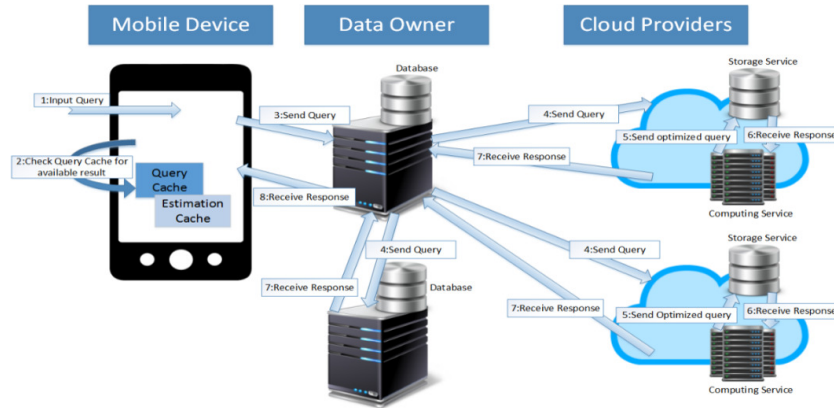 Mobile Device
Data Owner
Cloud Providers
Database
Storage Service
1:Input Query
3:Send Query
4:Send Query
5:Send optimized query
6:Receive Response
2:Check Query Cache for
available result
7:Receive Response
Query
Cache
Estimation
Cache
8:Receive Response
Computing Service
4:Send Query
4:Send Query
Storage Service
7:Receive Response
Database
7:Receive Response
5:Send Optimized query
6:Receive Response
Computing Service